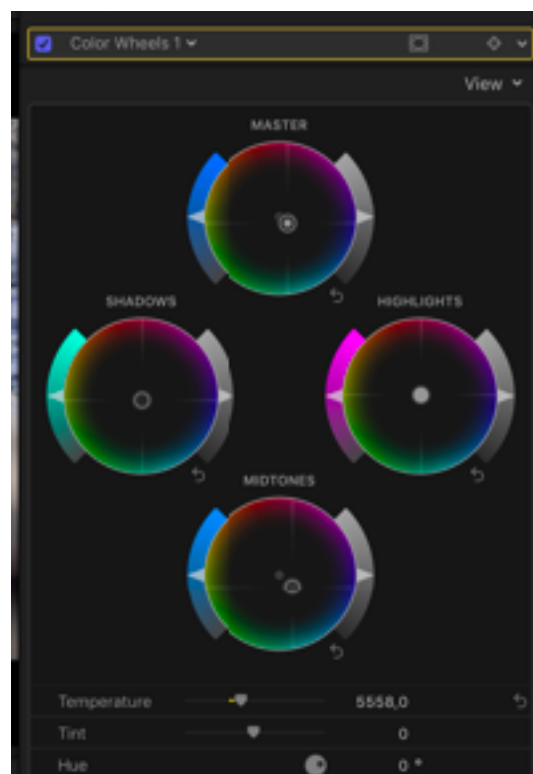 Color Wheels 1
View
MASTER
SHADOWS
HIGHLIGHTS
MIDTONES
Temperature 5558,0
Tint 0
Hue 0 °